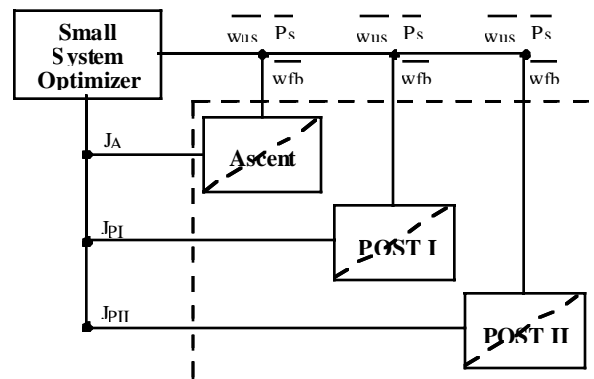 Small
System
Optimizer
wus Ps
wfb
wus Ps
wfb
wus Ps
wfb
JA
Ascent
JPI
POST I
JPII
POST II